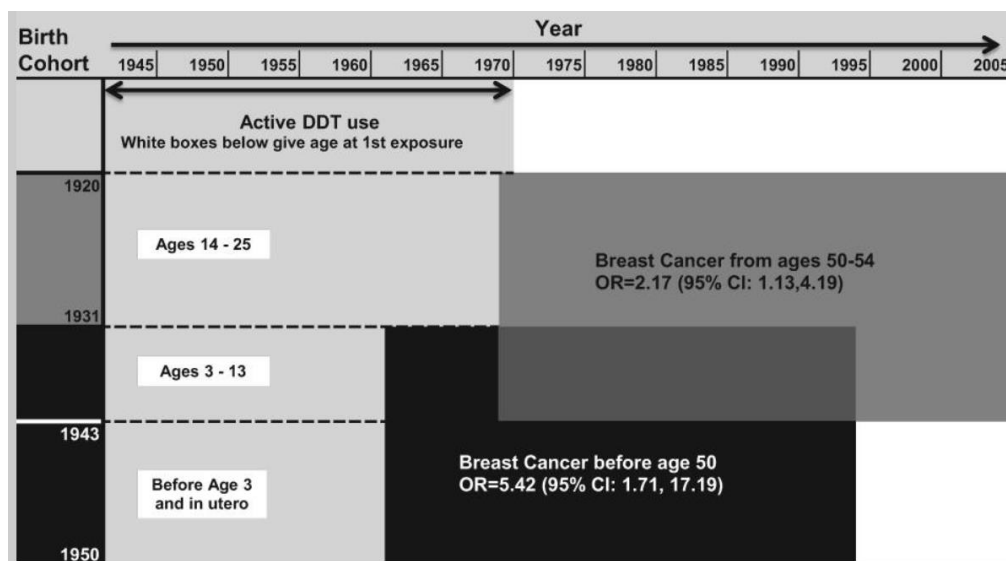 Year
Birth
Cohort
1945 1950 1955 1960 1965 1970 1975 1980 1985 1990 1995 2000 2005
Active DDT use
White boxes below give age at 1st exposure
1920
Ages 14 - 25
Breast Cancer from ages 50-54
OR=2.17 (95% CI: 1.13,4.19)
1931
Ages 3 - 13
1943
Breast Cancer before age 50
OR=5.42 (95% CI: 1.71, 17.19)
Before Age 3
and in utero
1950